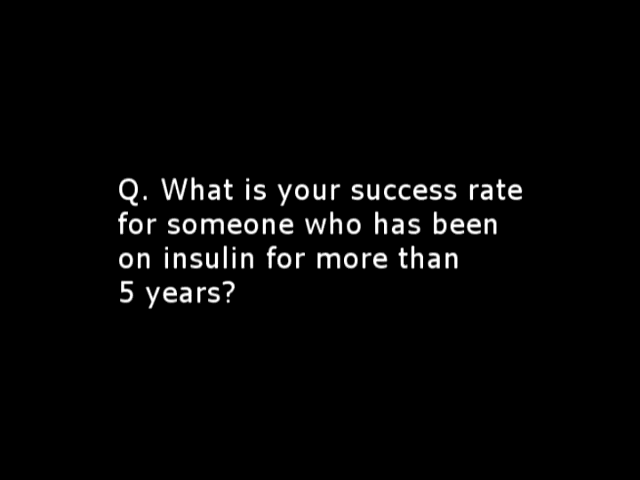 Q. What is your success rate
for someone who has been
on insulin for more than
5 years?